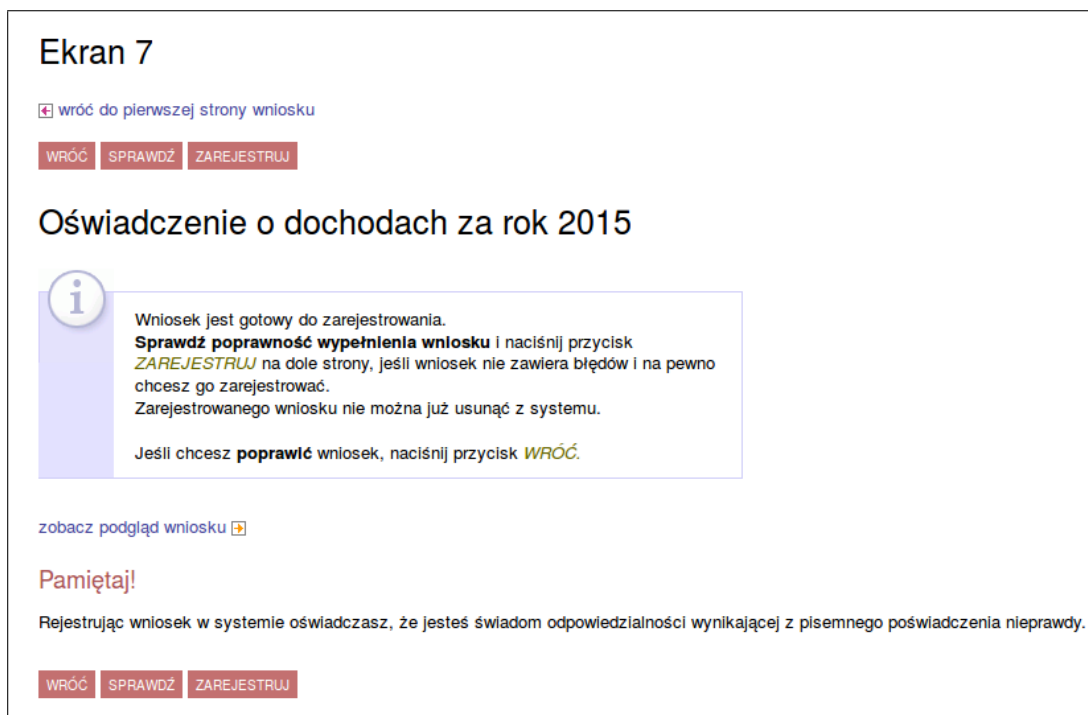 Ekran 7
wróć do pierwszej strony wniosku
WRÓĆ SPRAWDŹ ZAREJESTRUJ
Oświadczenie o dochodach za rok 2015
i
Wniosek jest gotowy do zarejestrowania.
Sprawdź poprawność wypełnienia wniosku i naciśnij przycisk
ZAREJESTRUJ na dole strony, jeśli wniosek nie zawiera błędów i na pewno
chcesz go zarejestrować.
Zarejestrowanego wniosku nie można już usunąć z systemu.
Jeśli chcesz poprawić wniosek, naciśnij przycisk WRÓĆ.
zobacz podgląd wniosku
Pamiętaj!
Rejestrując wniosek w systemie oświadczasz, że jesteś świadom odpowiedzialności wynikającej z pisemnego poświadczenia nieprawdy.
WRÓĆ SPRAWDŹ ZAREJESTRUJ